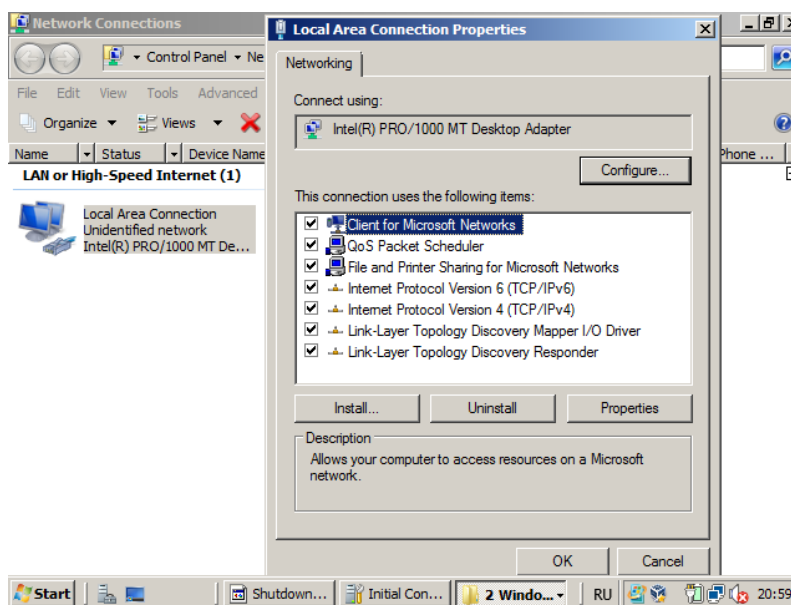 Network Connections
Control Panel
Ne
File Edit View Tools Advanced
Organize Views
Name Status Device Name
Phone ...
LAN or High-Speed Internet (1)
Local Area Connection
Unidentified network
Intel(R) PRO/1000 MT De...
Local Area Connection Properties
Networking
Connect using:
Intel(R) PRO/1000 MT Desktop Adapter
Configure...
This connection uses the following items:
Client for Microsoft Networks
QoS Packet Scheduler
File and Printer Sharing for Microsoft Networks
Internet Protocol Version 6 (TCP/IPv6)
Internet Protocol Version 4 (TCP/IPv4)
Link-Layer Topology Discovery Mapper I/O Driver
Link-Layer Topology Discovery Responder
Install... Uninstall Properties
Description
Allows your computer to access resources on a Microsoft
network.
OK Cancel
Start Shutdown... Initial Con... 2 Windo... RU 20:59